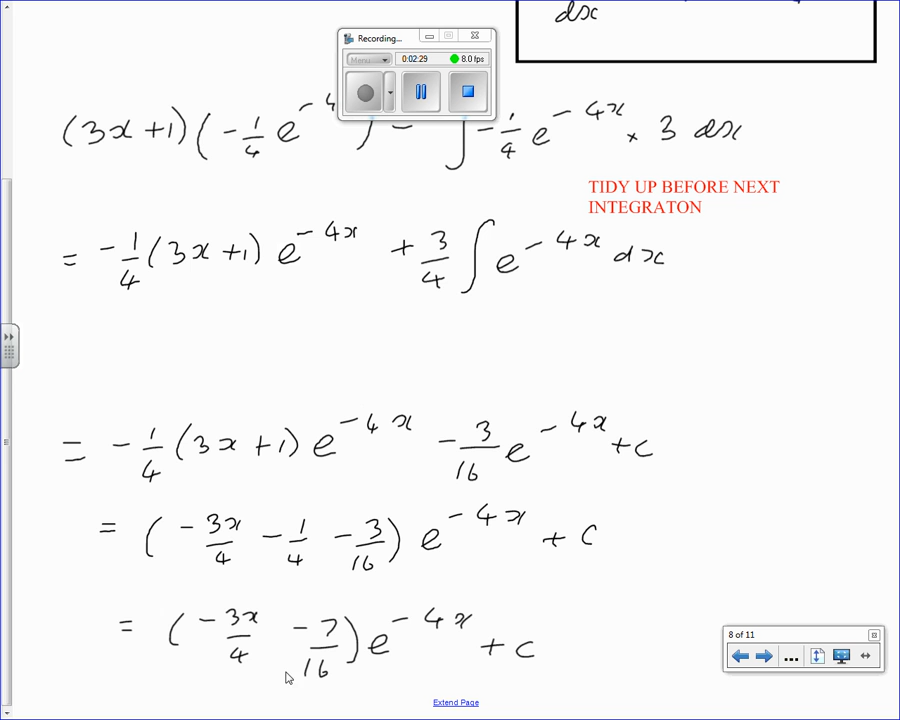 dx
Recording...
Menu
0:02:29 8.0 fps
(3x+1)(-1/4 e^-4 ) - ∫ -1/4 e^-4x × 3 dx
TIDY UP BEFORE NEXT
INTEGRATON
= -1/4 (3x+1) e^-4x + 3/4 ∫ e^-4x dx
= -1/4 (3x+1) e^-4x - 3/16 e^-4x + c
= (-3x/4 - 1/4 - 3/16) e^-4x + c
= (-3x/4 - 7/16) e^-4x + c
8 of 11
...
Extend Page